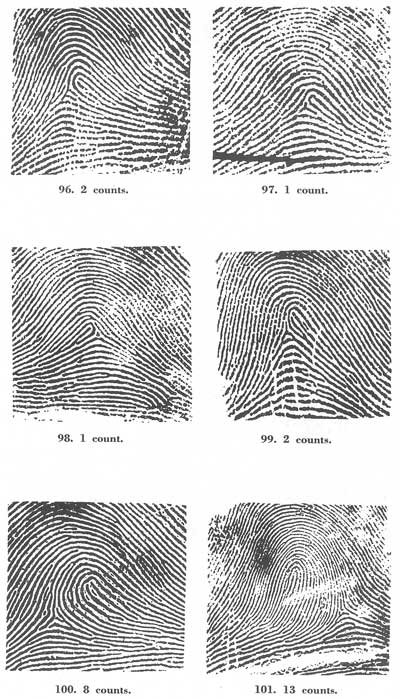 96. 2 counts.
97. 1 count.
98. 1 count.
99. 2 counts.
100. 8 counts.
101. 13 counts.